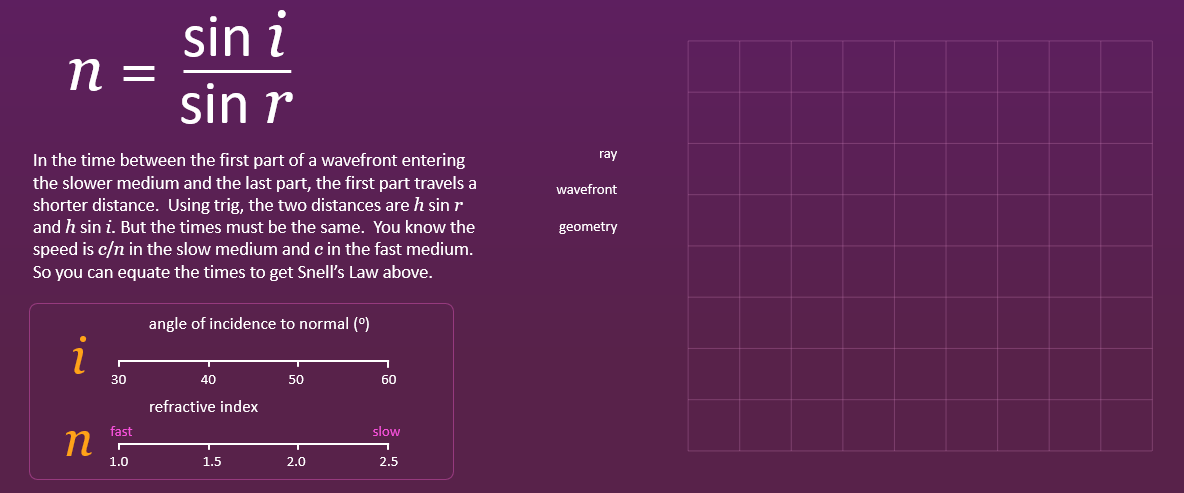 n = sin i / sin r
In the time between the first part of a wavefront entering
the slower medium and the last part, the first part travels a
shorter distance.  Using trig, the two distances are h sin r
and h sin i. But the times must be the same.  You know the
speed is c/n in the slow medium and c in the fast medium.
So you can equate the times to get Snell's Law above.
ray
wavefront
geometry
angle of incidence to normal (º)
i
30 40 50 60
refractive index
fast slow
n
1.0 1.5 2.0 2.5